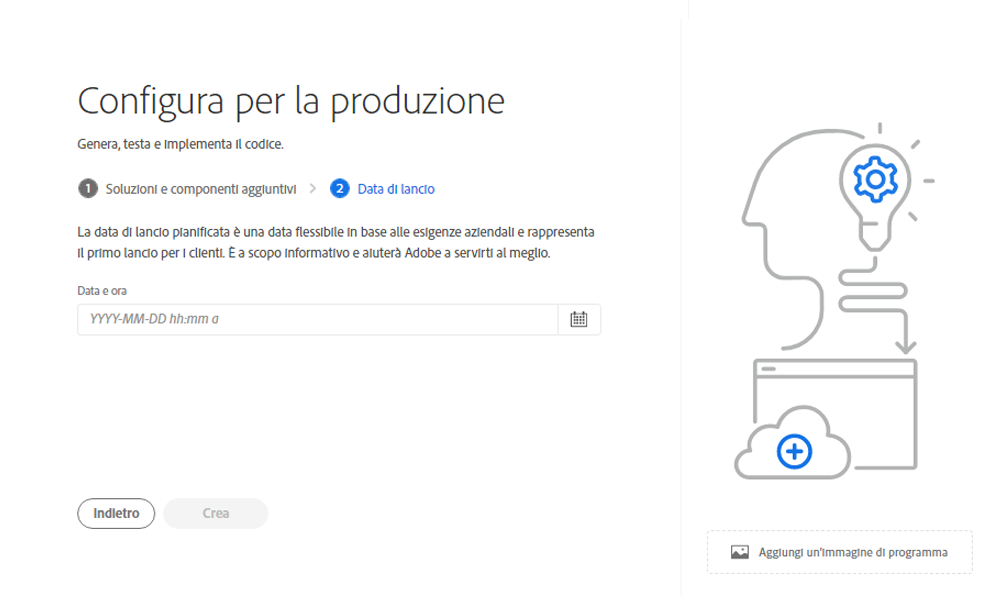 Configura per la produzione
Genera, testa e implementa il codice.
1 Soluzioni e componenti aggiuntivi > 2 Data di lancio
La data di lancio pianificata è una data flessibile in base alle esigenze aziendali e rappresenta
il primo lancio per i clienti. È a scopo informativo e aiuterà Adobe a servirti al meglio.
Data e ora
YYYY-MM-DD hh:mm a
Indietro Crea
Aggiungi un'immagine di programma